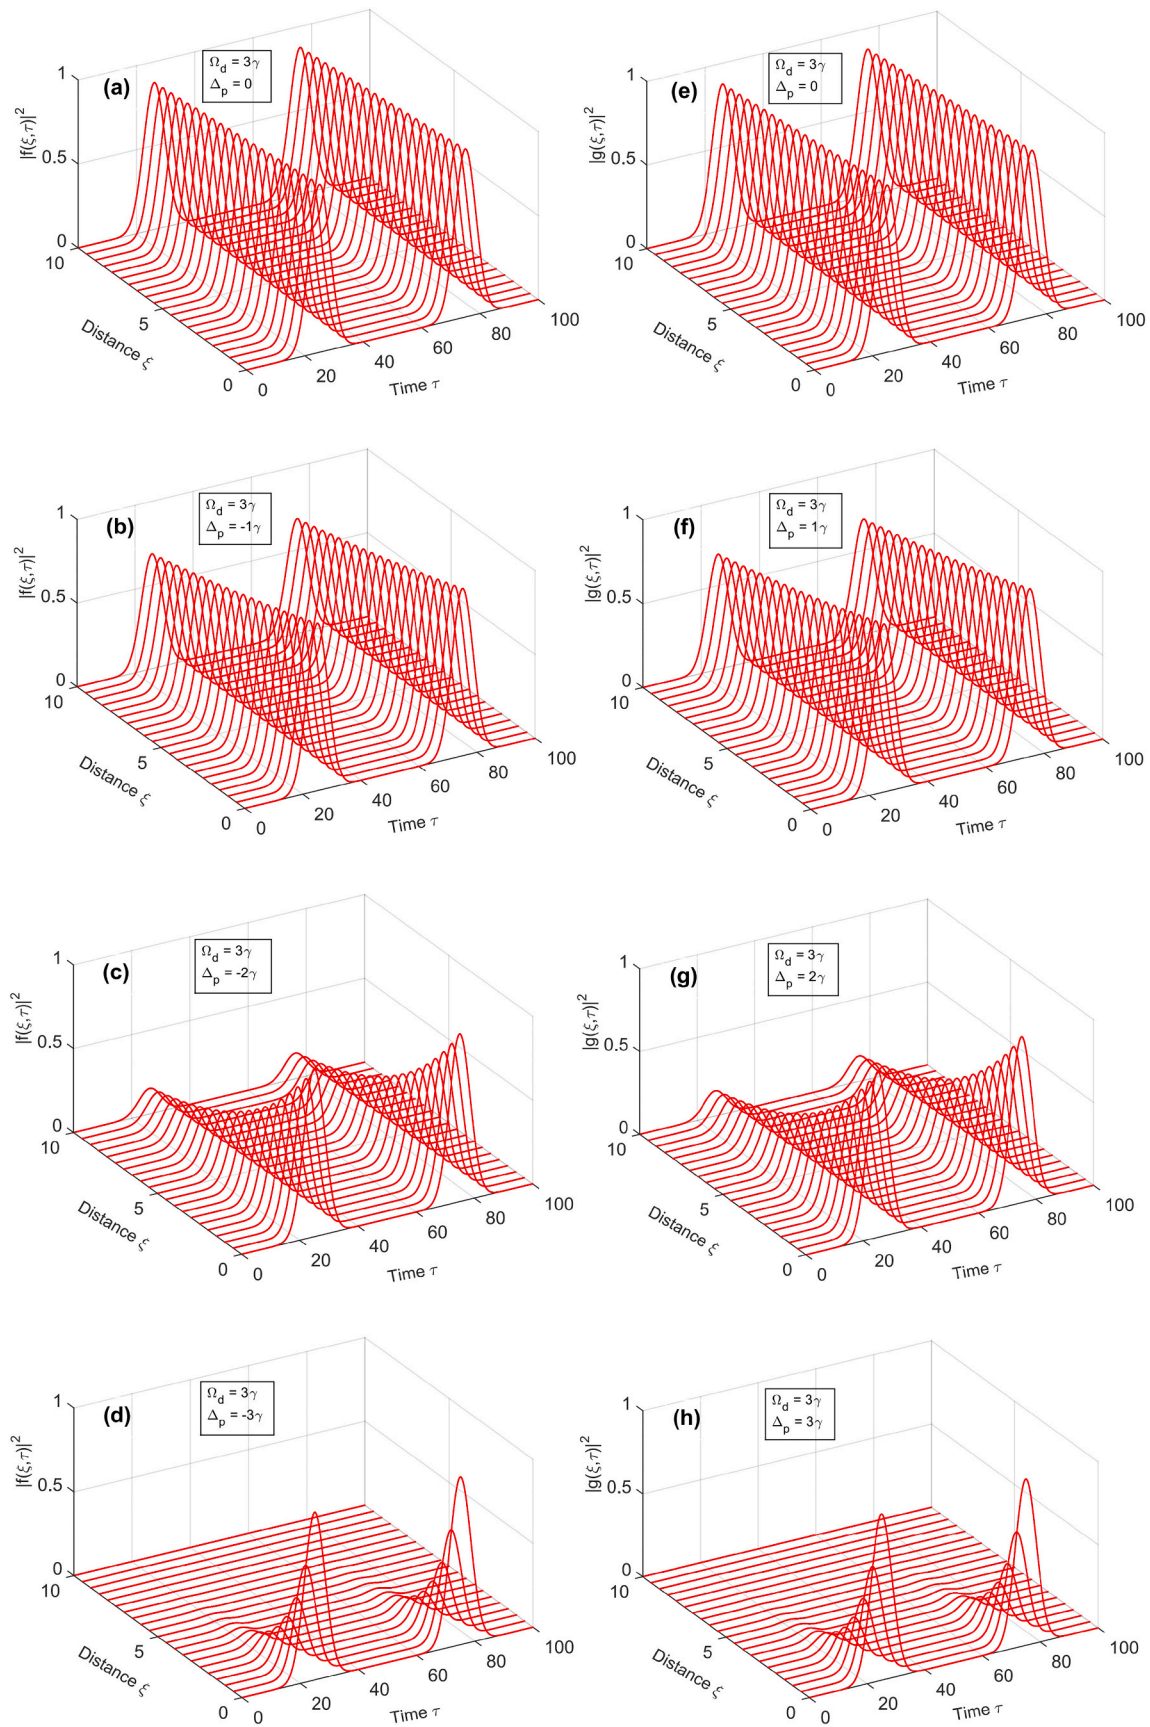 (a)
Ω_d = 3γ
Δ_p = 0
|f(ξ,τ)|²
1
0.5
0
10
5
0
Distance ξ
0
20
40
60
80
100
Time τ
(e)
Ω_d = 3γ
Δ_p = 0
|g(ξ,τ)|²
1
0.5
0
10
5
0
Distance ξ
0
20
40
60
80
100
Time τ
(b)
Ω_d = 3γ
Δ_p = -1γ
|f(ξ,τ)|²
1
0.5
0
10
5
0
Distance ξ
0
20
40
60
80
100
Time τ
(f)
Ω_d = 3γ
Δ_p = 1γ
|g(ξ,τ)|²
1
0.5
0
10
5
0
Distance ξ
0
20
40
60
80
100
Time τ
(c)
Ω_d = 3γ
Δ_p = -2γ
|f(ξ,τ)|²
1
0.5
0
10
5
0
Distance ξ
0
20
40
60
80
100
Time τ
(g)
Ω_d = 3γ
Δ_p = 2γ
|g(ξ,τ)|²
1
0.5
0
10
5
0
Distance ξ
0
20
40
60
80
100
Time τ
(d)
Ω_d = 3γ
Δ_p = -3γ
|f(ξ,τ)|²
1
0.5
0
10
5
0
Distance ξ
0
20
40
60
80
100
Time τ
(h)
Ω_d = 3γ
Δ_p = 3γ
|g(ξ,τ)|²
1
0.5
0
10
5
0
Distance ξ
0
20
40
60
80
100
Time τ